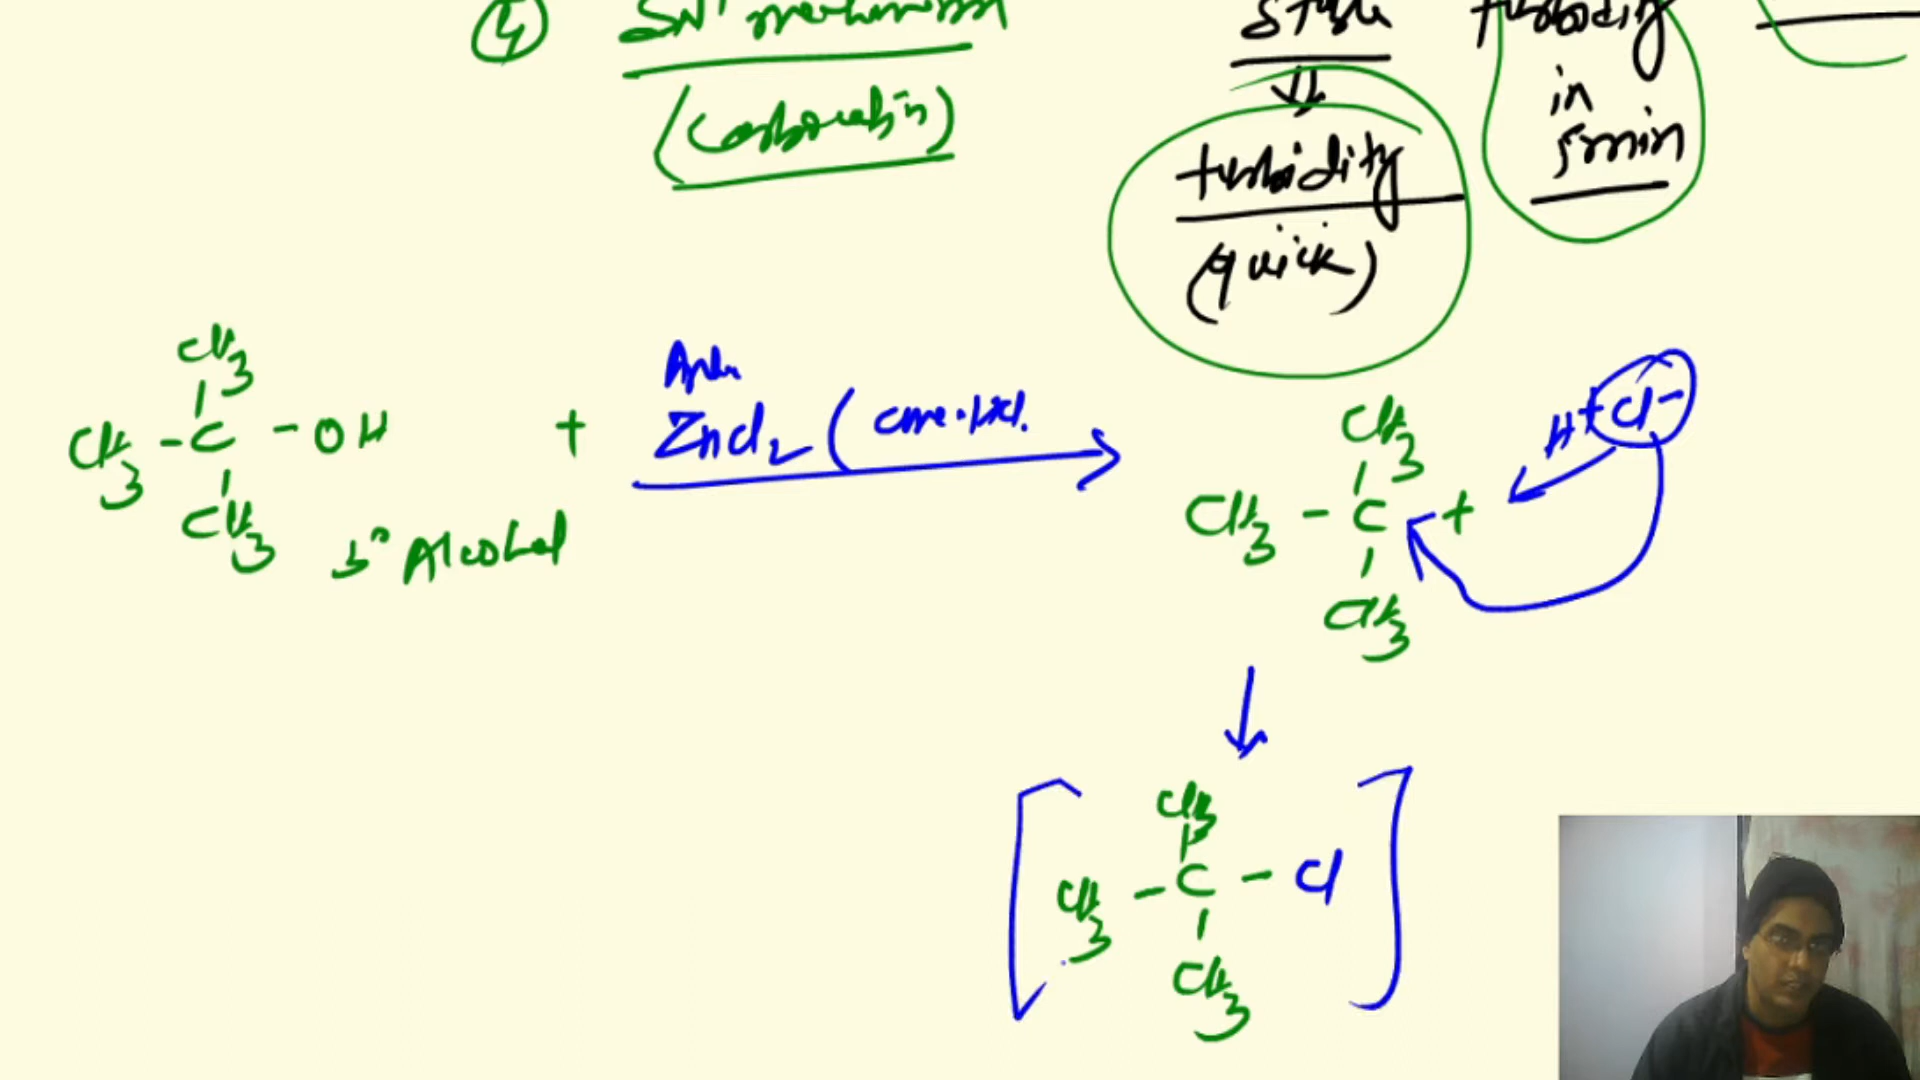 ④ SN1 mechanism
(carbocation)
stable
turbidity
in
5min
turbidity
(quick)
CH3
CH3 - C - OH
CH3
3° Alcohol
+
ZnCl2 (conc. HCl.
H+ Cl-
CH3
CH3 - C +
CH3
CH3
CH3 - C - Cl
CH3